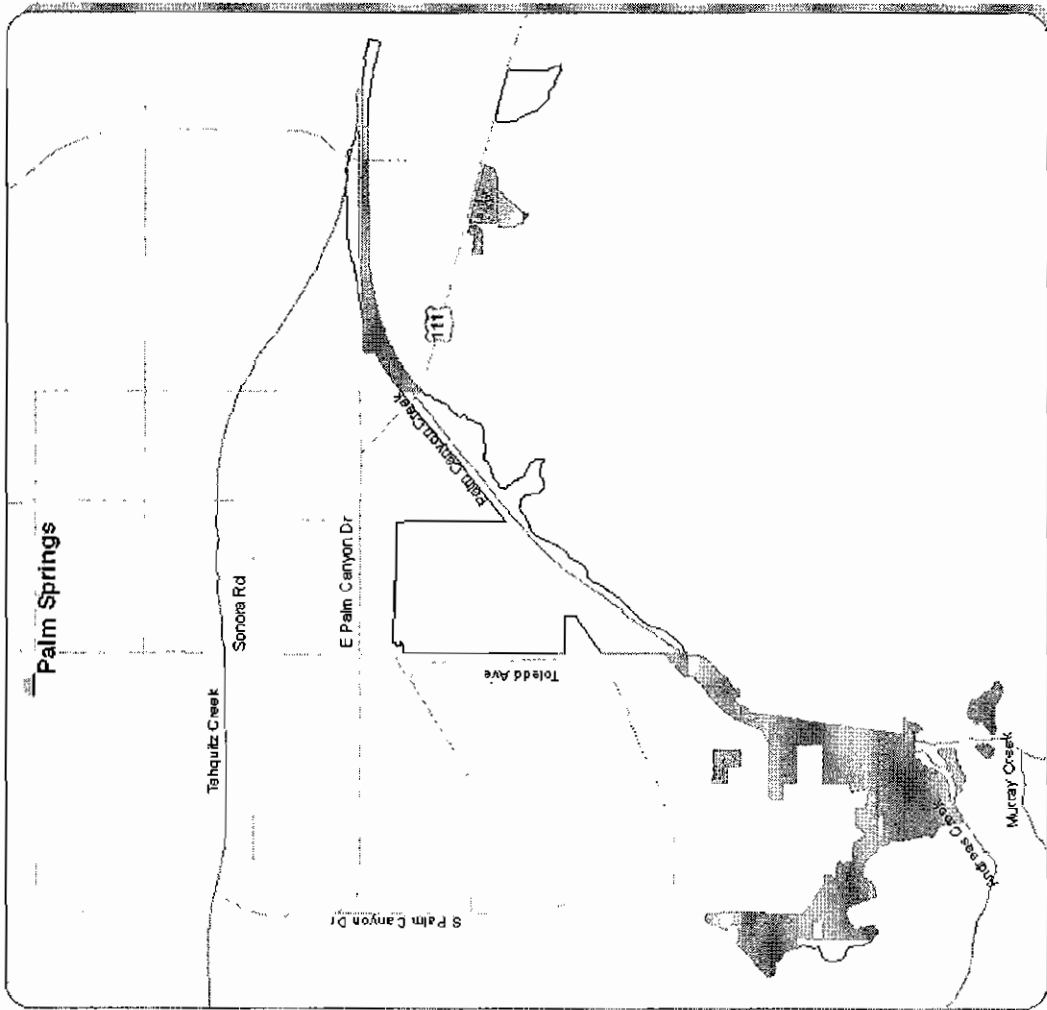 Palm Springs
Tahquitz Creek
Sonora Rd
E Palm Canyon Dr
111
Palm Canyon Creek
Toledo Ave
S Palm Canyon Dr
Andreas Creek
Murray Creek